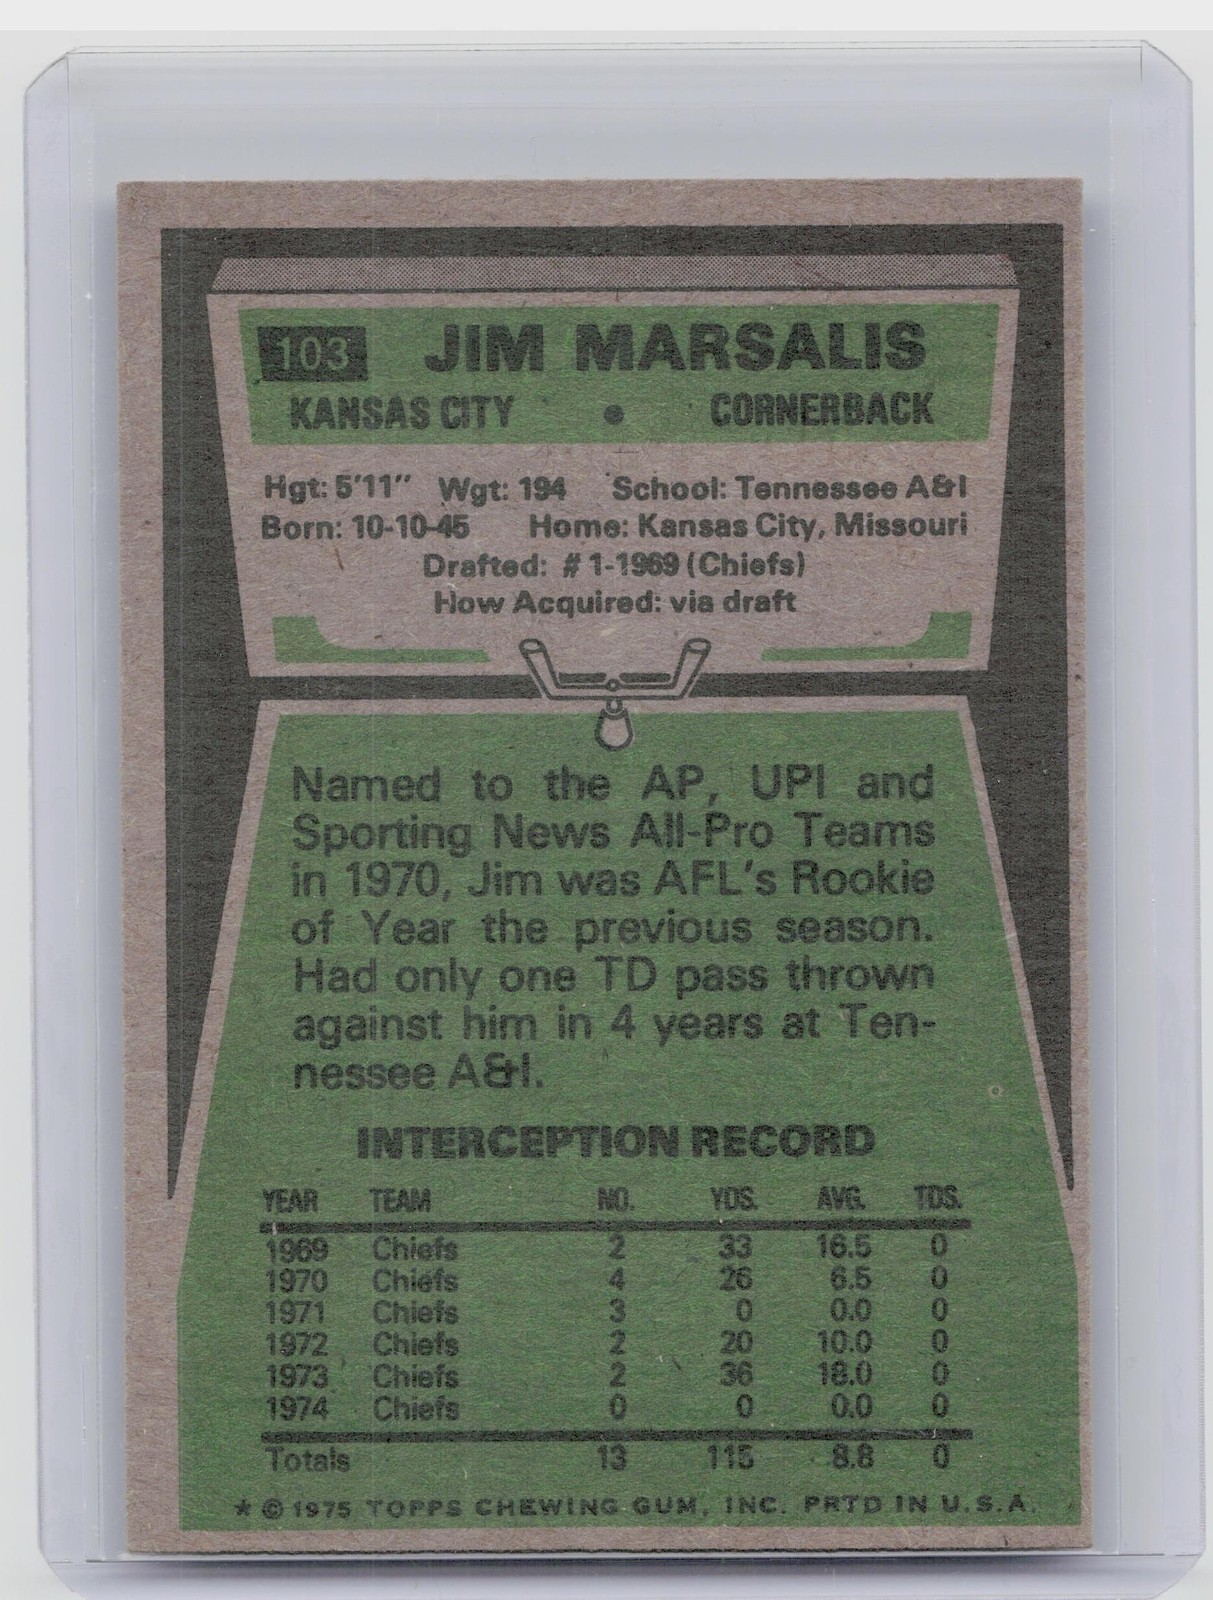 103 JIM MARSALIS
KANSAS CITY • CORNERBACK
Hgt: 5'11" Wgt: 194 School: Tennessee A&I
Born: 10-10-45 Home: Kansas City, Missouri
Drafted: #1-1969 (Chiefs)
How Acquired: via draft
Named to the AP, UPI and
Sporting News All-Pro Teams
in 1970, Jim was AFL's Rookie
of Year the previous season.
Had only one TD pass thrown
against him in 4 years at Ten-
nessee A&I.
INTERCEPTION RECORD
YEAR TEAM NO. YDS. AVG. TDS.
1969 Chiefs 2 33 16.5 0
1970 Chiefs 4 26 6.5 0
1971 Chiefs 3 0 0.0 0
1972 Chiefs 2 20 10.0 0
1973 Chiefs 2 36 18.0 0
1974 Chiefs 0 0 0.0 0
Totals 13 115 8.8 0
* © 1975 TOPPS CHEWING GUM, INC. PRTD IN U.S.A.